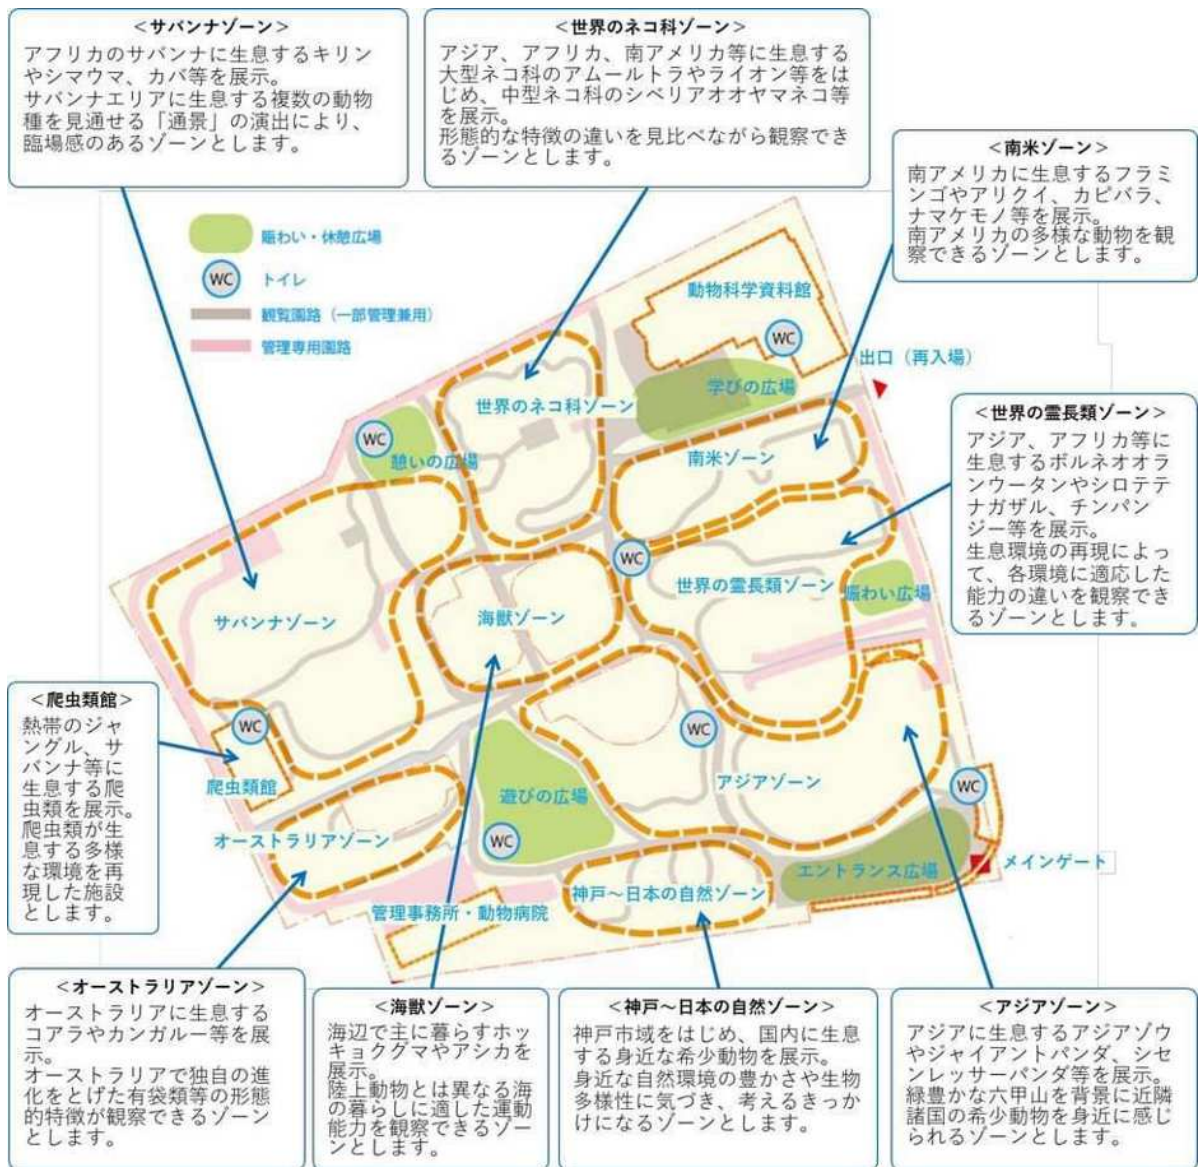 ＜サバンナゾーン＞
アフリカのサバンナに生息するキリン
やシマウマ、カバ等を展示。
サバンナエリアに生息する複数の動物
種を見通せる「通景」の演出により、
臨場感のあるゾーンとします。
＜世界のネコ科ゾーン＞
アジア、アフリカ、南アメリカ等に生息する
大型ネコ科のアムールトラやライオン等をは
じめ、中型ネコ科のシベリアオオヤマネコ等
を展示。
形態的な特徴の違いを見比べながら観察でき
るゾーンとします。
＜南米ゾーン＞
南アメリカに生息するフラミ
ンゴやアリクイ、カピバラ、
ナマケモノ等を展示。
南アメリカの多様な動物を観
察できるゾーンとします。
賑わい・休憩広場
WC
トイレ
観覧園路（一部管理兼用）
管理専用園路
動物科学資料館
WC
出口（再入場）
学びの広場
世界のネコ科ゾーン
WC
憩いの広場
南米ゾーン
＜世界の霊長類ゾーン＞
アジア、アフリカ等に
生息するボルネオオラ
ンウータンやシロテテ
ナガザル、チンパン
ジー等を展示。
生息環境の再現によっ
て、各環境に適応した
能力の違いを観察でき
るゾーンとします。
WC
世界の霊長類ゾーン
賑わい広場
サバンナゾーン
海獣ゾーン
＜爬虫類館＞
熱帯のジャ
ングル、サ
バンナ等に
生息する爬
虫類を展示。
爬虫類が生
息する多様
な環境を再
現した施設
とします。
WC
爬虫類館
WC
アジアゾーン
遊びの広場
WC
WC
オーストラリアゾーン
エントランス広場
メインゲート
神戸～日本の自然ゾーン
管理事務所・動物病院
＜オーストラリアゾーン＞
オーストラリアに生息する
コアラやカンガルー等を展
示。
オーストラリアで独自の進
化をとげた有袋類等の形態
的特徴が観察できるゾーン
とします。
＜海獣ゾーン＞
海辺で主に暮らすホッ
キョクグマやアシカを
展示。
陸上動物とは異なる海
の暮らしに適した運動
能力を観察できるゾー
ンとします。
＜神戸～日本の自然ゾーン＞
神戸市域をはじめ、国内に生息
する身近な希少動物を展示。
身近な自然環境の豊かさや生物
多様性に気づき、考えるきっか
けになるゾーンとします。
＜アジアゾーン＞
アジアに生息するアジアゾウ
やジャイアントパンダ、シセ
ンレッサーパンダ等を展示。
緑豊かな六甲山を背景に近隣
諸国の希少動物を身近に感じ
られるゾーンとします。